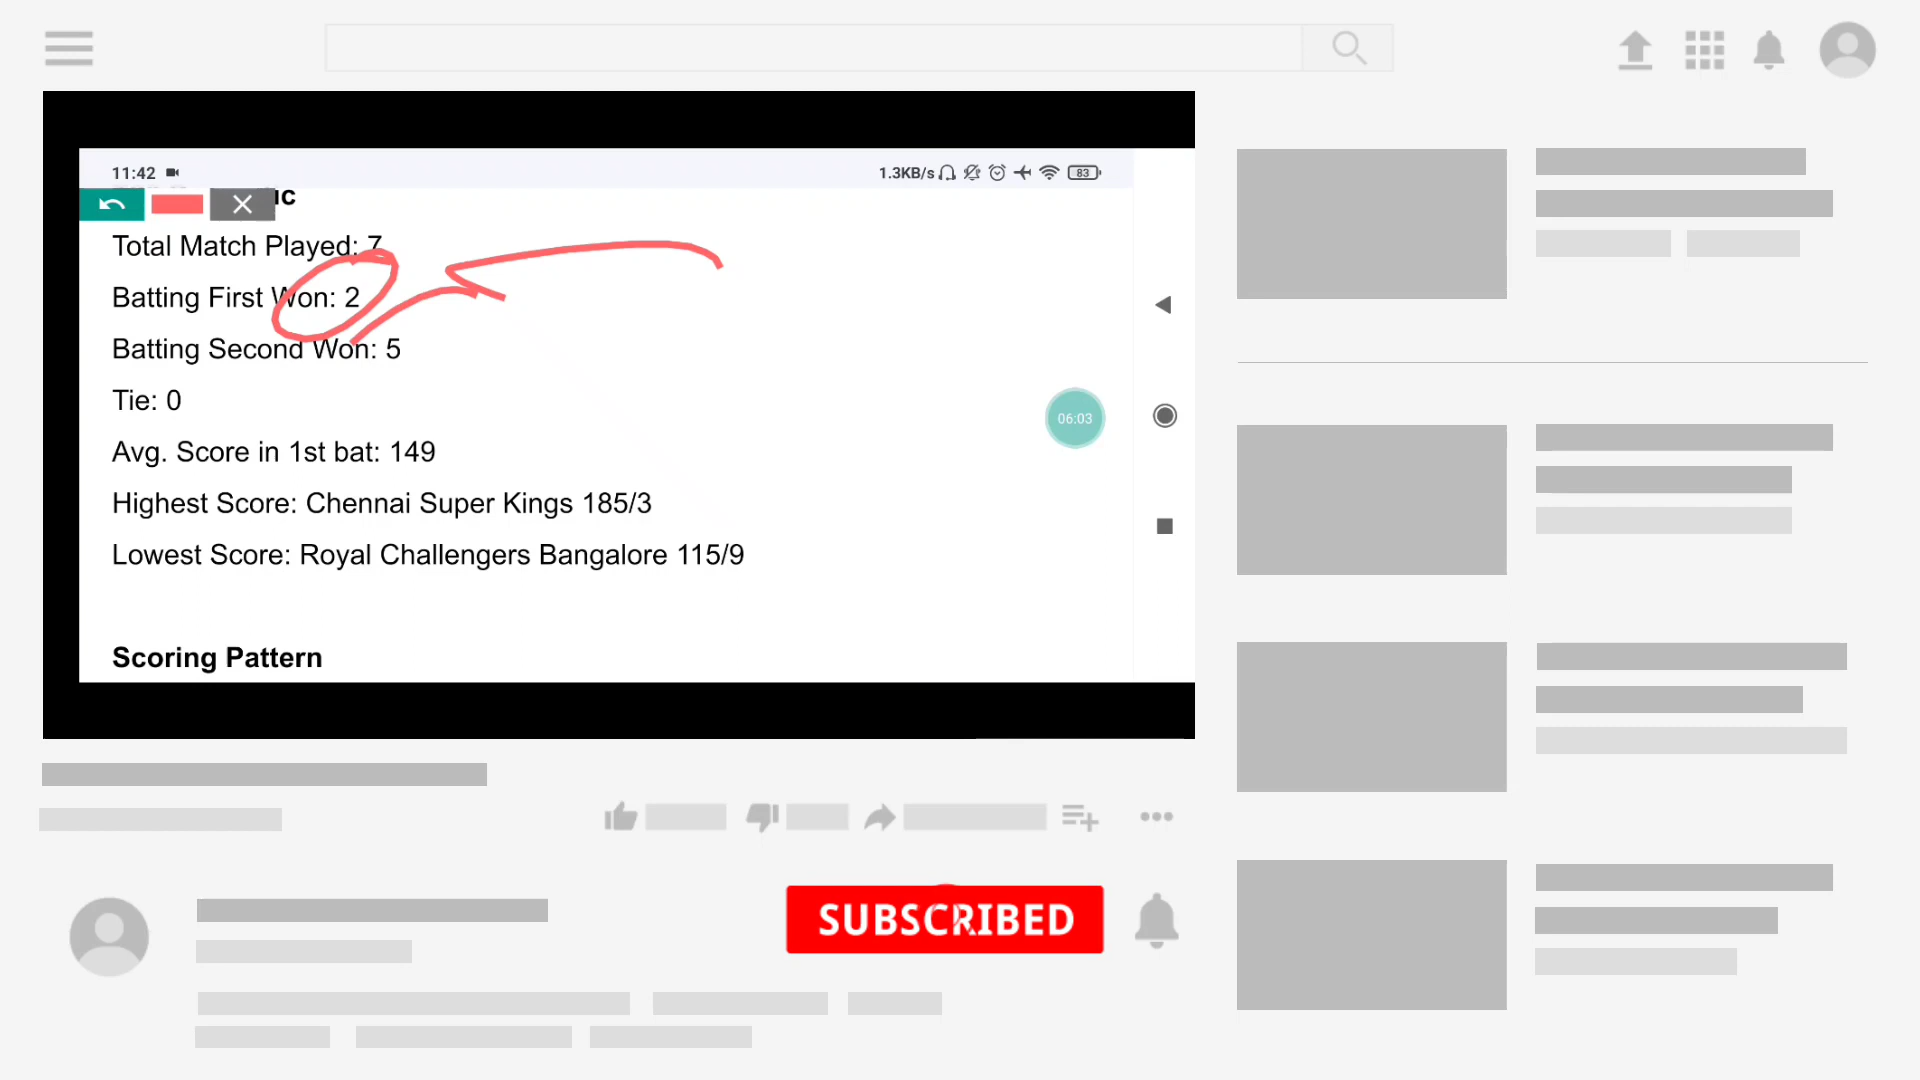 11:42 1.3KB/s 83
ic
Total Match Played: 7
Batting First Won: 2
Batting Second Won: 5
Tie: 0
06:03
Avg. Score in 1st bat: 149
Highest Score: Chennai Super Kings 185/3
Lowest Score: Royal Challengers Bangalore 115/9
Scoring Pattern
SUBSCRIBED